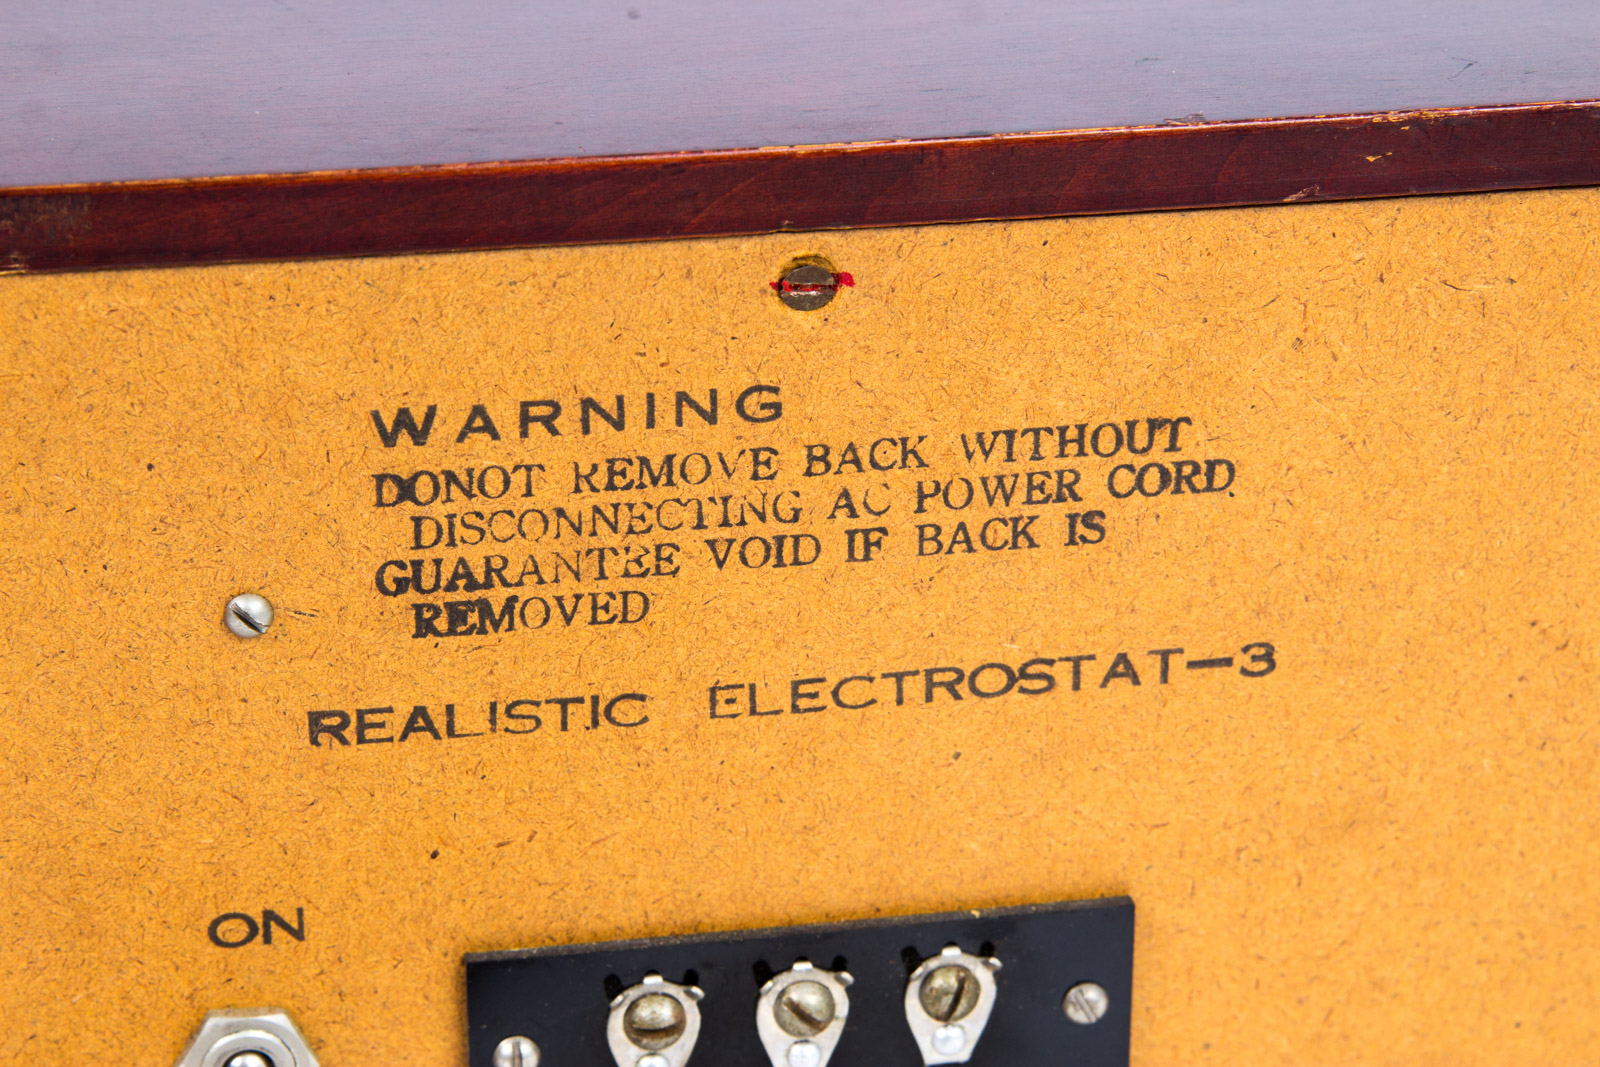 WARNING
DONOT REMOVE BACK WITHOUT
DISCONNECTING AC POWER CORD.
GUARANTEE VOID IF BACK IS
REMOVED
REALISTIC ELECTROSTAT-3
ON